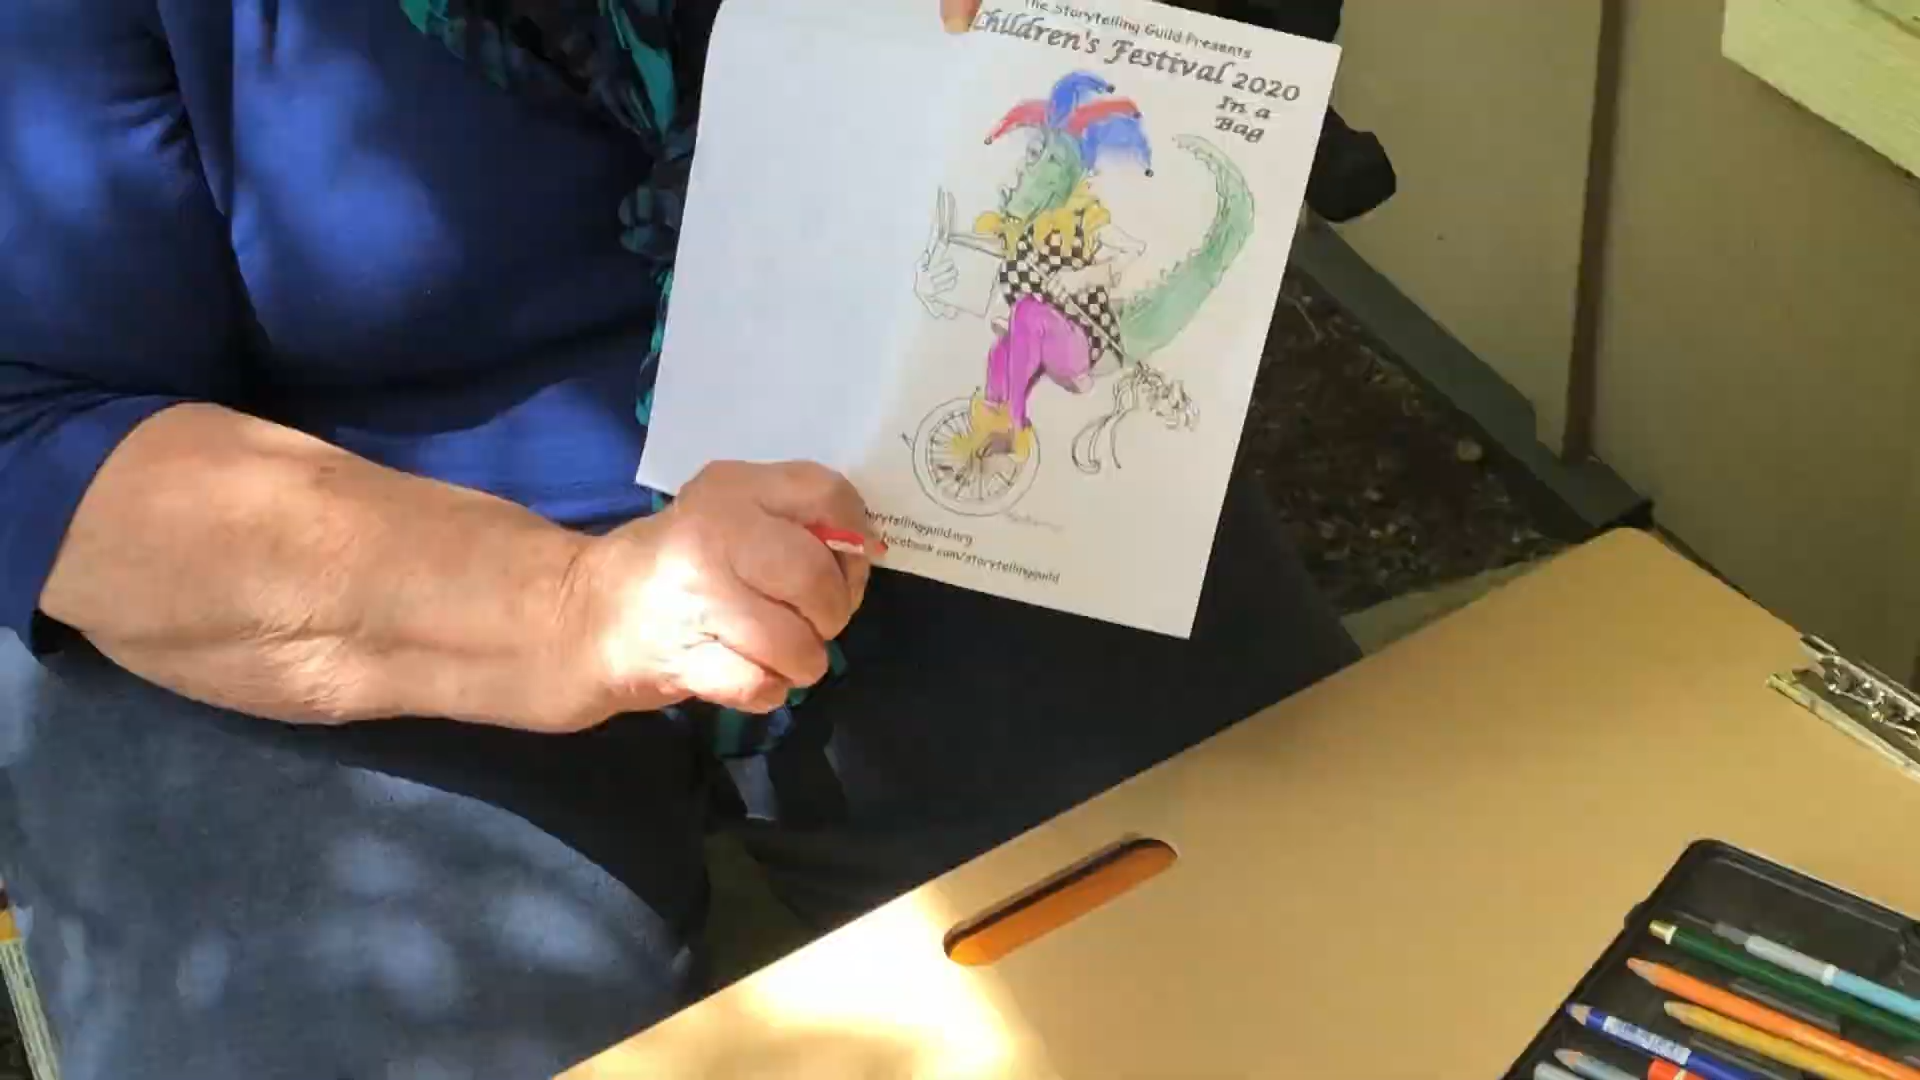 The Storytelling Guild Presents
Children's Festival 2020
In a
Bag
storytellingguild.org
facebook.com/storytellingguild